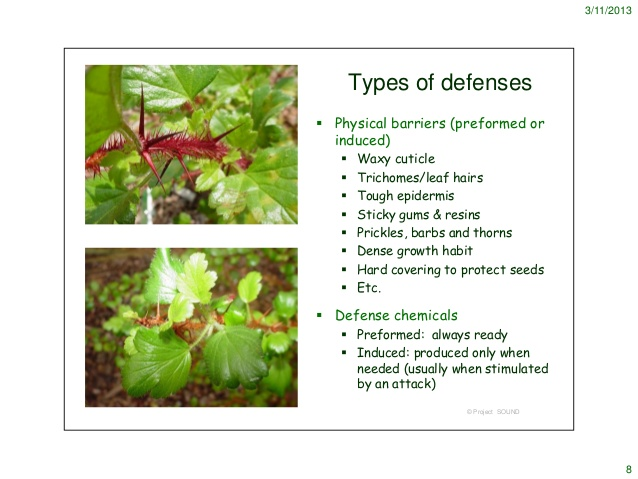 3/11/2013
Types of defenses
▪ Physical barriers (preformed or
induced)
▪ Waxy cuticle
▪ Trichomes/leaf hairs
▪ Tough epidermis
▪ Sticky gums & resins
▪ Prickles, barbs and thorns
▪ Dense growth habit
▪ Hard covering to protect seeds
▪ Etc.
▪ Defense chemicals
▪ Preformed: always ready
▪ Induced: produced only when
needed (usually when stimulated
by an attack)
© Project SOUND
8